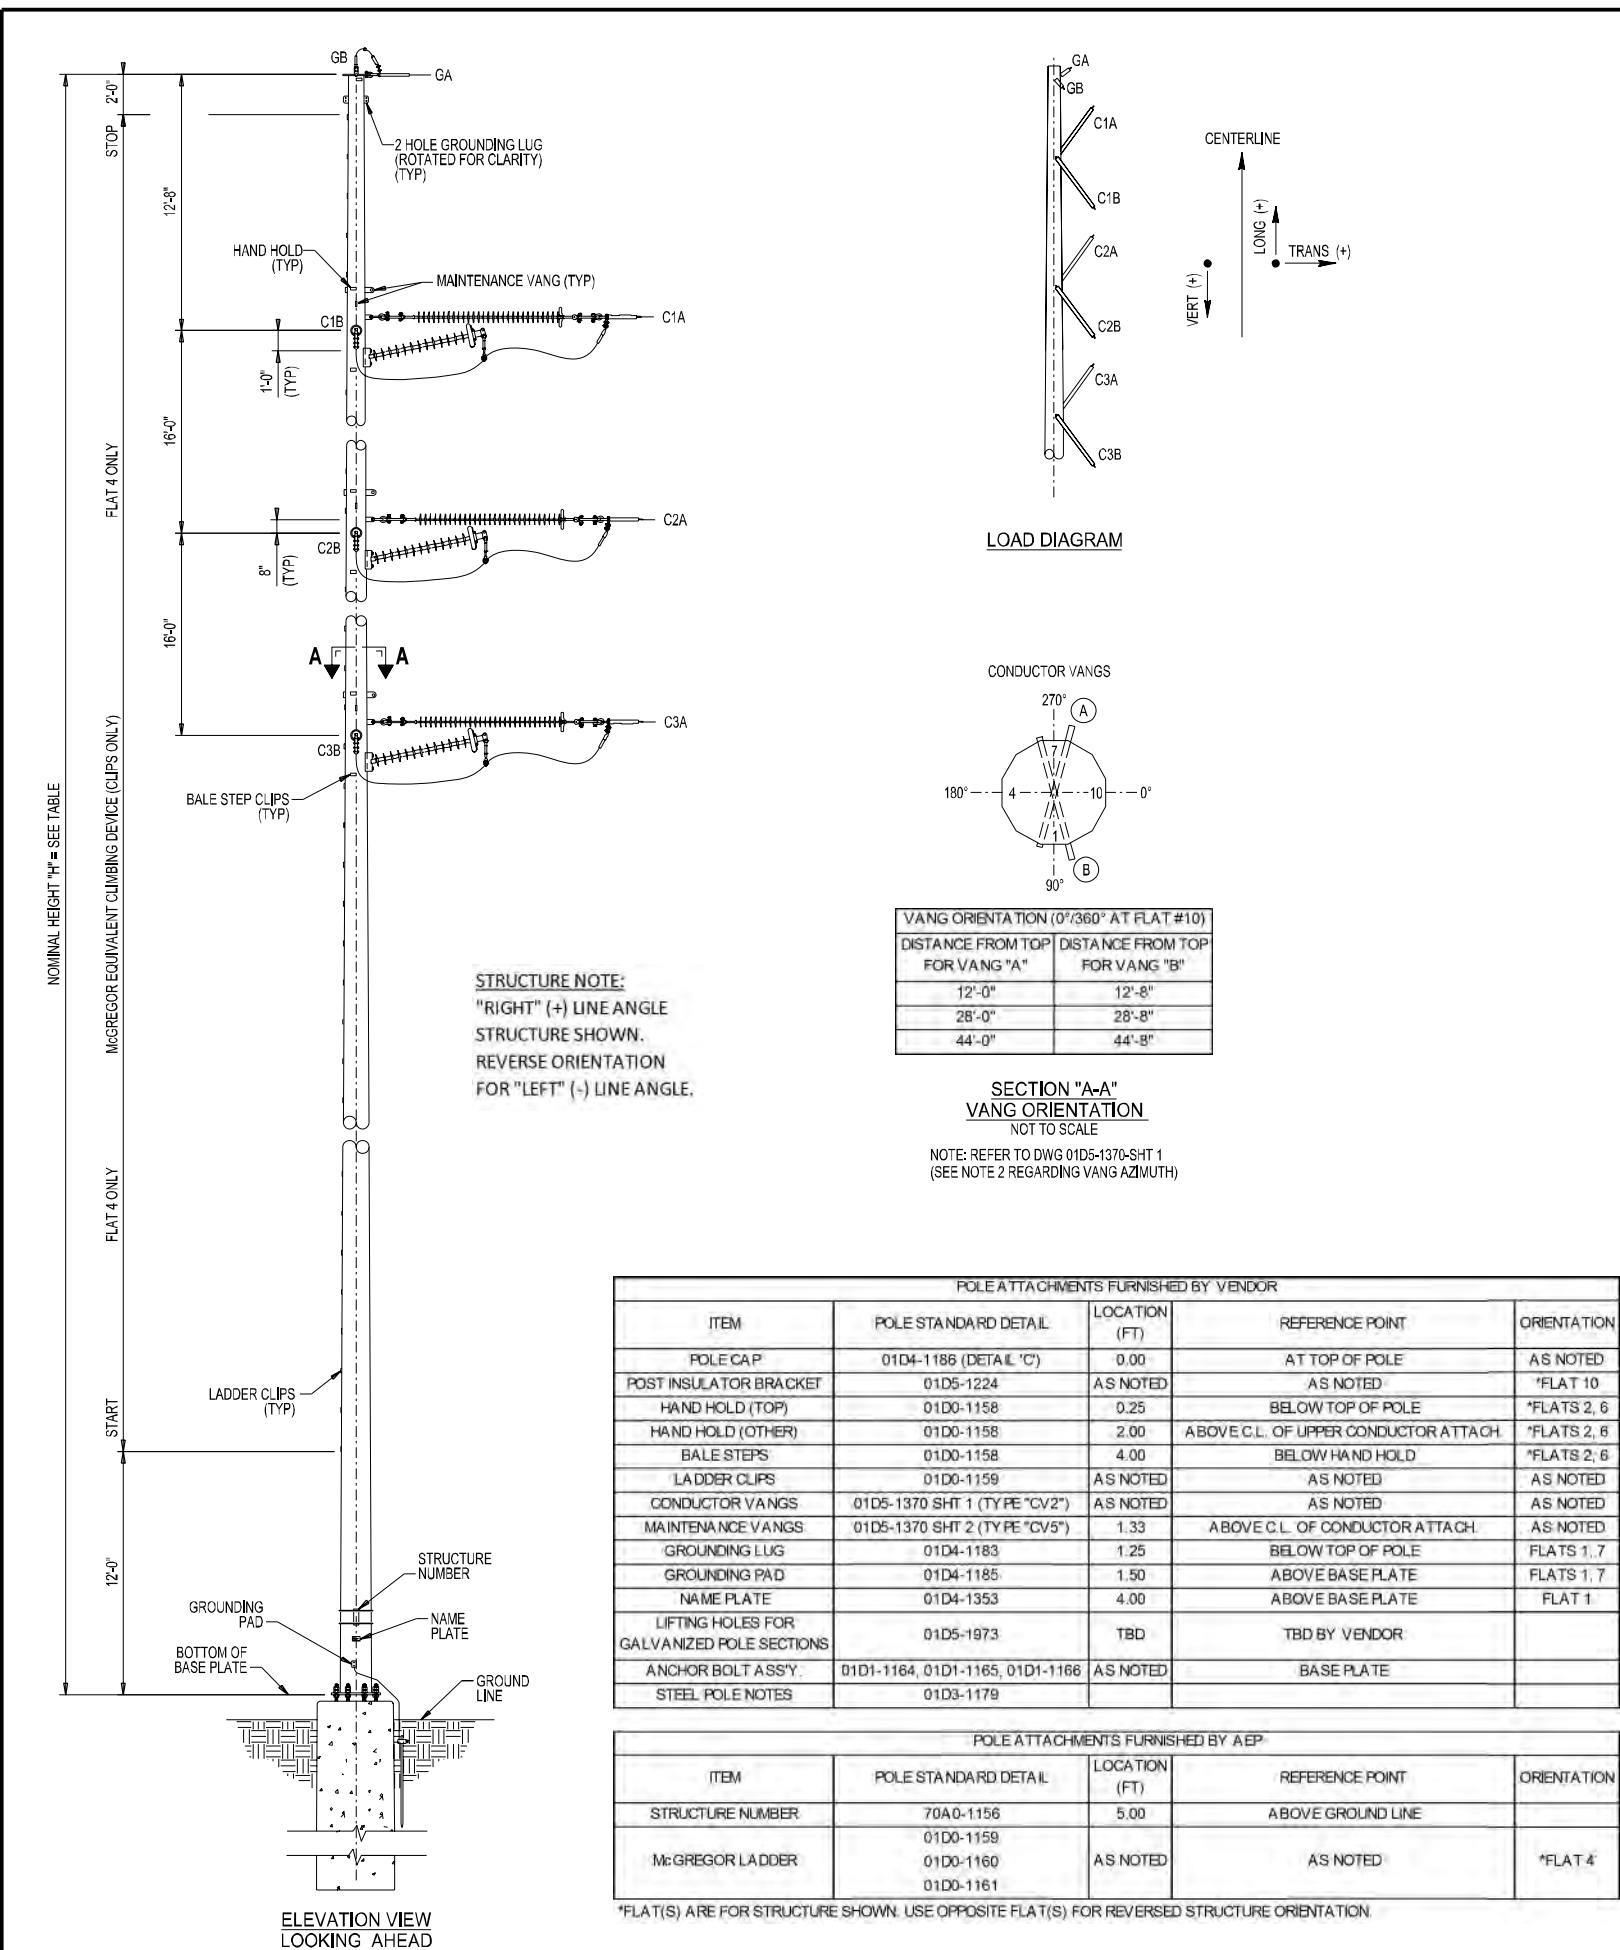 GB
GA
2'-0"
STOP
2 HOLE GROUNDING LUG
(ROTATED FOR CLARITY)
(TYP)
12'-8"
HAND HOLD
(TYP)
MAINTENANCE VANG (TYP)
C1B
C1A
1'-0"
(TYP)
16'-0"
FLAT 4 ONLY
C2A
C2B
8"
(TYP)
16'-0"
A
A
C3A
C3B
BALE STEP CLIPS
(TYP)
NOMINAL HEIGHT "H" = SEE TABLE
McGREGOR EQUIVALENT CLIMBING DEVICE (CLIPS ONLY)
FLAT 4 ONLY
LADDER CLIPS
(TYP)
START
12'-0"
STRUCTURE
NUMBER
GROUNDING
PAD
NAME
PLATE
BOTTOM OF
BASE PLATE
GROUND
LINE
ELEVATION VIEW
LOOKING AHEAD
STRUCTURE NOTE:
"RIGHT" (+) LINE ANGLE
STRUCTURE SHOWN.
REVERSE ORIENTATION
FOR "LEFT" (-) LINE ANGLE.
GA
GB
C1A
C1B
C2A
C2B
C3A
C3B
CENTERLINE
LONG (+)
TRANS (+)
VERT (+)
LOAD DIAGRAM
CONDUCTOR VANGS
270°
A
7
180°
4
10
0°
1
B
90°
VANG ORIENTATION (0°/360° AT FLAT #10)
DISTANCE FROM TOP FOR VANG "A" DISTANCE FROM TOP FOR VANG "B"
12'-0" 12'-8"
28'-0" 28'-8"
44'-0" 44'-8"
SECTION "A-A"
VANG ORIENTATION
NOT TO SCALE
NOTE: REFER TO DWG 01D5-1370-SHT 1
(SEE NOTE 2 REGARDING VANG AZIMUTH)
POLE ATTACHMENTS FURNISHED BY VENDOR
ITEM POLE STANDARD DETAIL LOCATION (FT) REFERENCE POINT ORIENTATION
POLE CAP 01D4-1186 (DETAIL 'C') 0.00 AT TOP OF POLE AS NOTED
POST INSULATOR BRACKET 01D5-1224 AS NOTED AS NOTED *FLAT 10
HAND HOLD (TOP) 01D0-1158 0.25 BELOW TOP OF POLE *FLATS 2, 6
HAND HOLD (OTHER) 01D0-1158 2.00 ABOVE C.L. OF UPPER CONDUCTOR ATTACH. *FLATS 2, 6
BALE STEPS 01D0-1158 4.00 BELOW HAND HOLD *FLATS 2, 6
LADDER CLIPS 01D0-1159 AS NOTED AS NOTED AS NOTED
CONDUCTOR VANGS 01D5-1370 SHT 1 (TYPE "CV2") AS NOTED AS NOTED AS NOTED
MAINTENANCE VANGS 01D5-1370 SHT 2 (TYPE "CV5") 1.33 ABOVE C.L. OF CONDUCTOR ATTACH. AS NOTED
GROUNDING LUG 01D4-1183 1.25 BELOW TOP OF POLE FLATS 1, 7
GROUNDING PAD 01D4-1185 1.50 ABOVE BASE PLATE FLATS 1, 7
NAME PLATE 01D4-1353 4.00 ABOVE BASE PLATE FLAT 1
LIFTING HOLES FOR GALVANIZED POLE SECTIONS 01D5-1973 TBD TBD BY VENDOR
ANCHOR BOLT ASS'Y. 01D1-1164, 01D1-1165, 01D1-1166 AS NOTED BASE PLATE
STEEL POLE NOTES 01D3-1179
POLE ATTACHMENTS FURNISHED BY AEP
ITEM POLE STANDARD DETAIL LOCATION (FT) REFERENCE POINT ORIENTATION
STRUCTURE NUMBER 70A0-1156 5.00 ABOVE GROUND LINE
McGREGOR LADDER 01D0-1159 01D0-1160 01D0-1161 AS NOTED AS NOTED *FLAT 4
*FLAT(S) ARE FOR STRUCTURE SHOWN. USE OPPOSITE FLAT(S) FOR REVERSED STRUCTURE ORIENTATION.